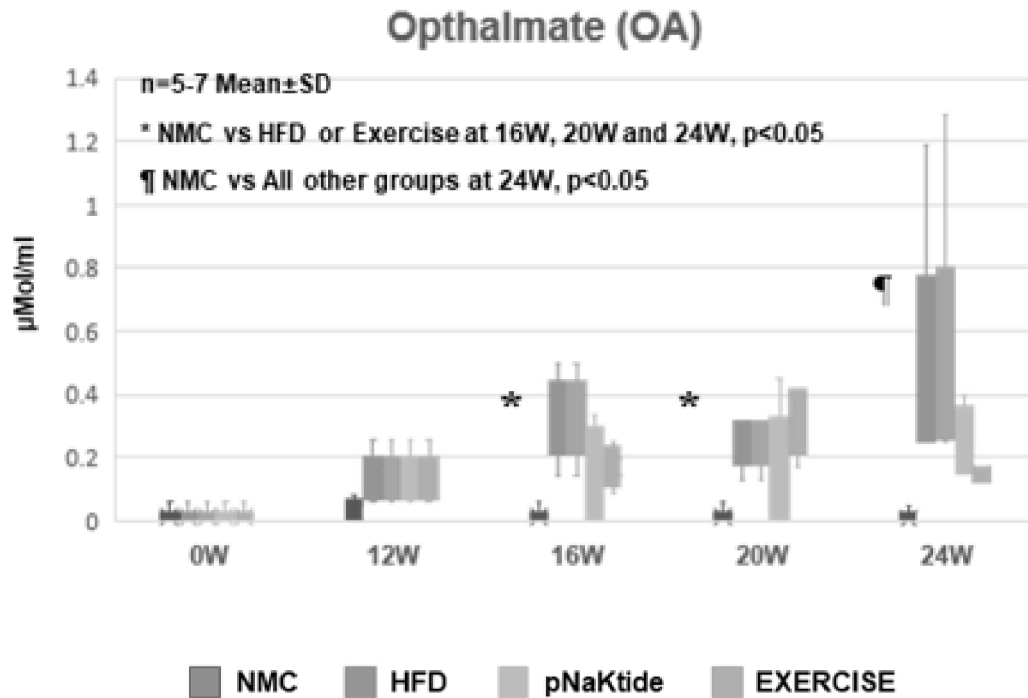 Opthalmate (OA)
1.4
n=5-7 Mean±SD
1.2
* NMC vs HFD or Exercise at 16W, 20W and 24W, p<0.05
¶ NMC vs All other groups at 24W, p<0.05
1
µMol/ml
0.8
¶
0.6
0.4
* *
0.2
0
0W 12W 16W 20W 24W
NMC HFD pNaKtide EXERCISE